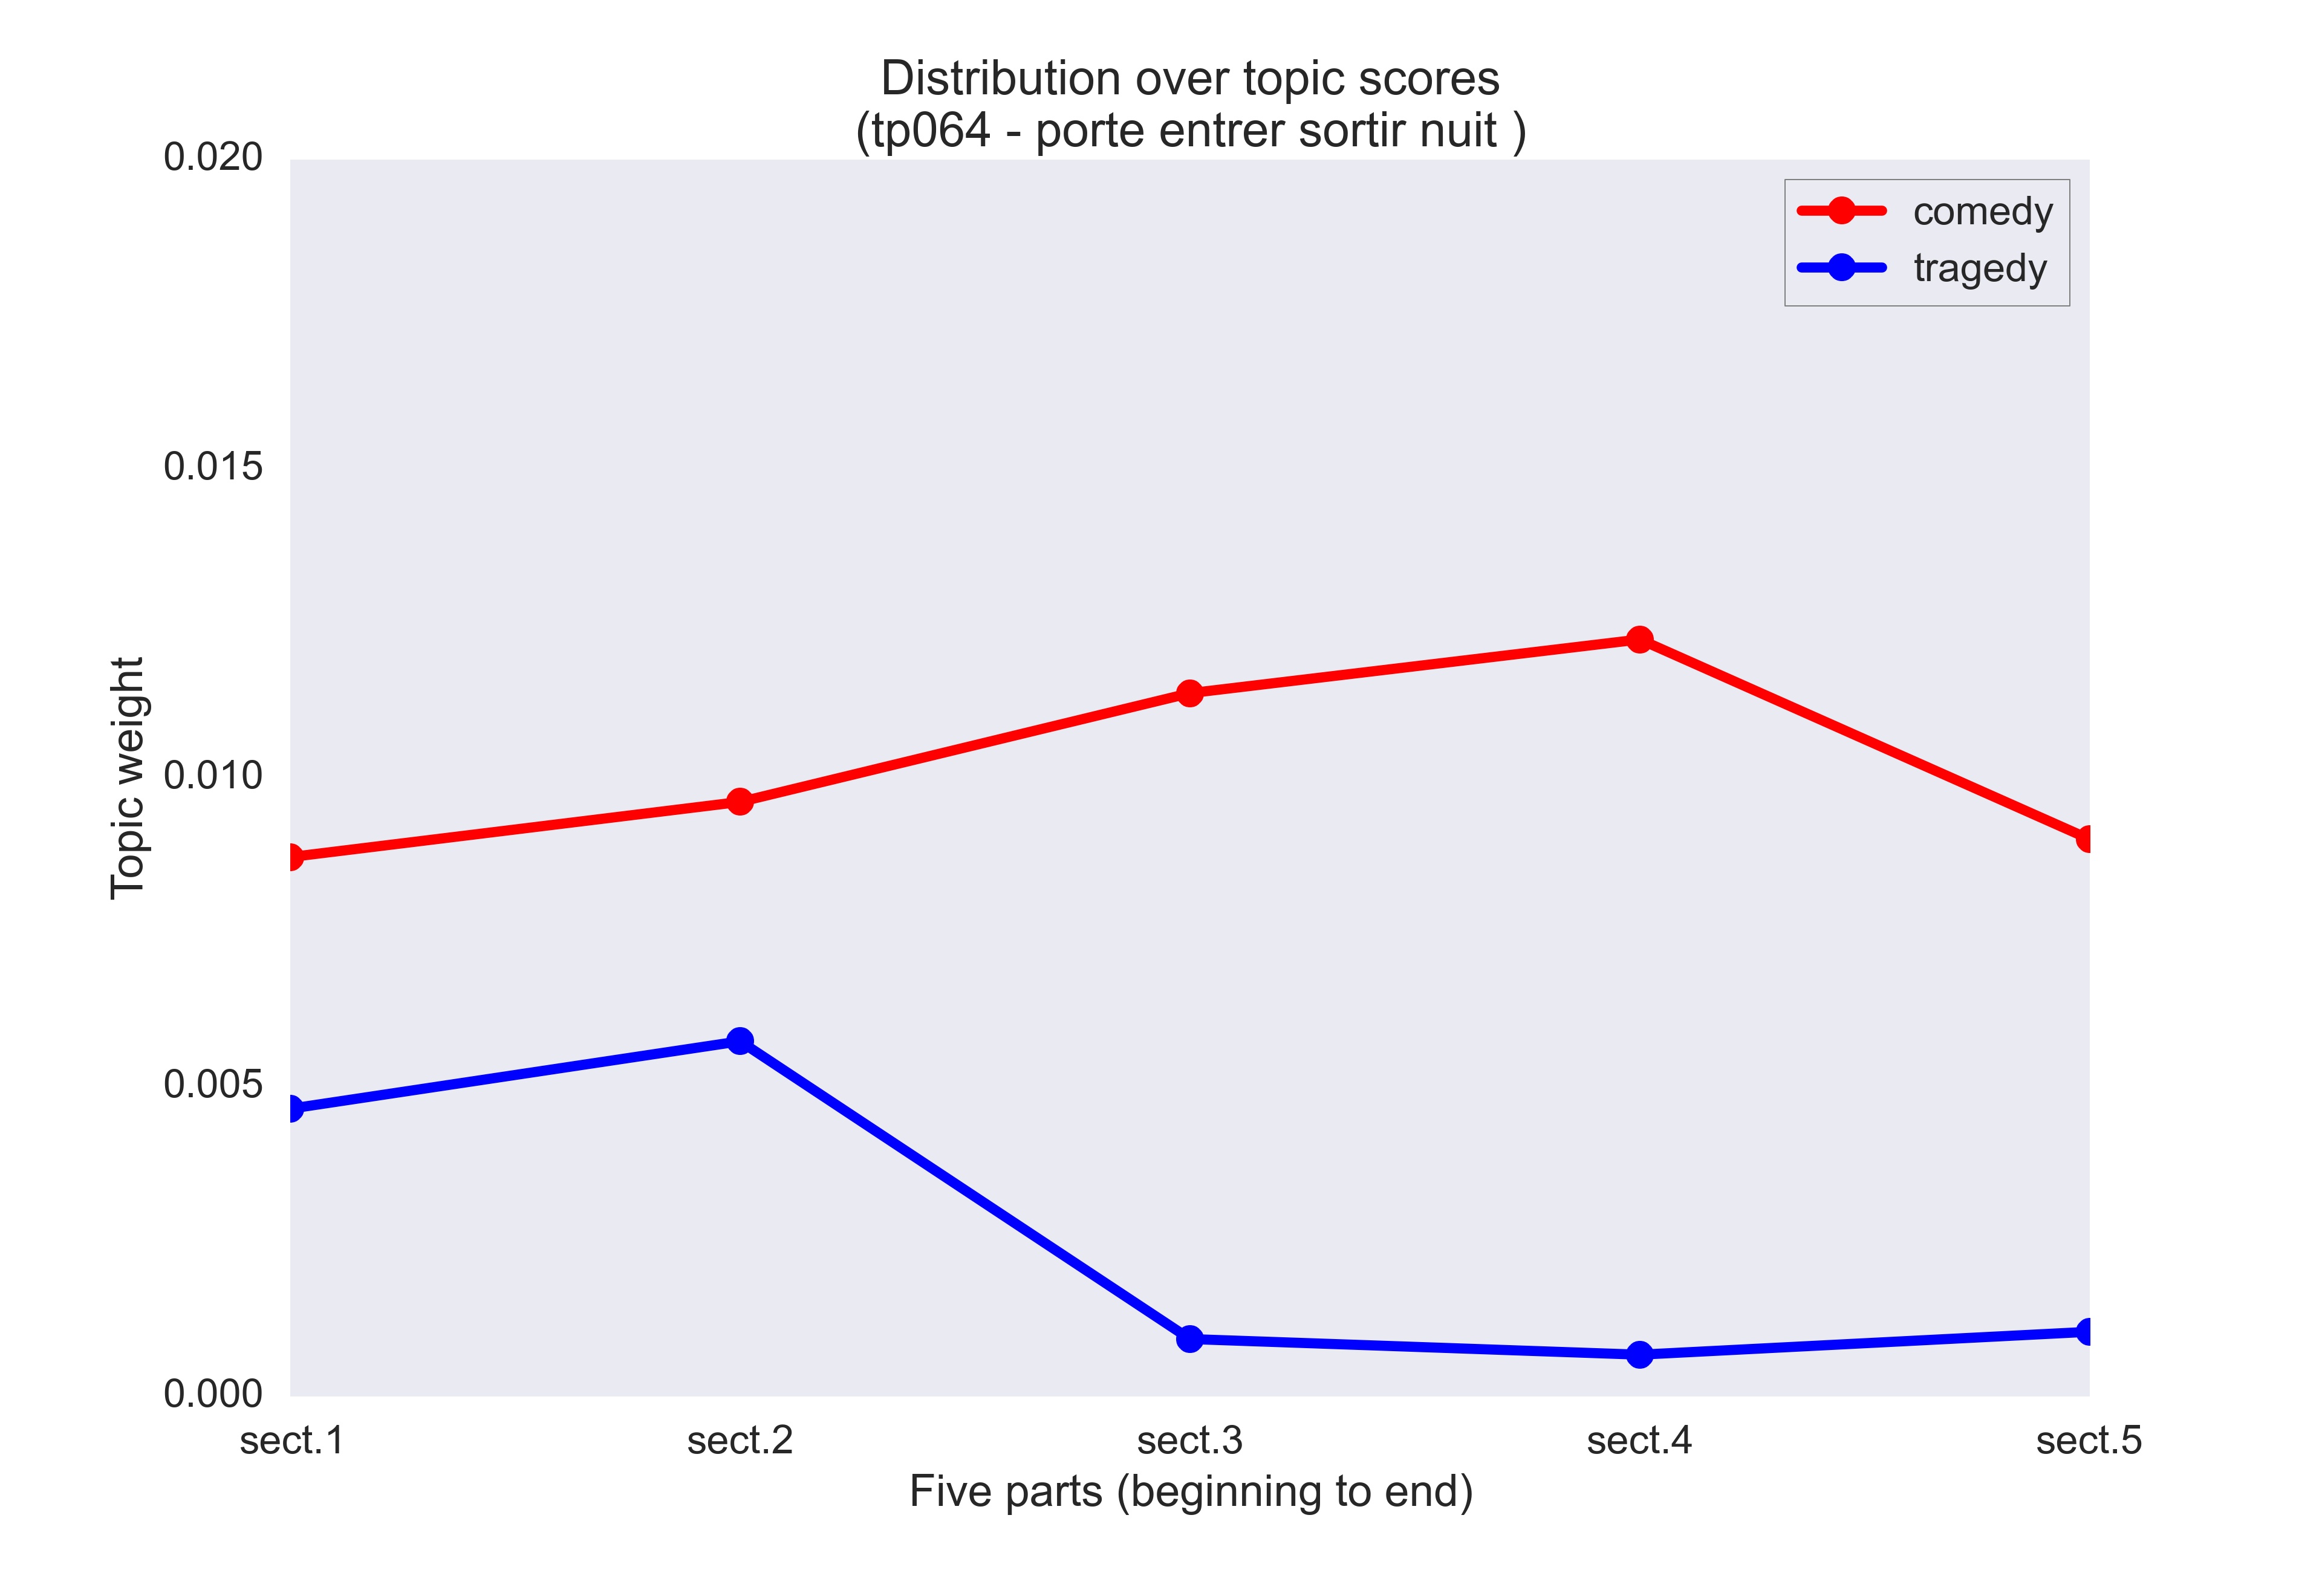 Distribution over topic scores
(tp064 - porte entrer sortir nuit )
comedy
tragedy
Topic weight
0.020
0.015
0.010
0.005
0.000
sect.1 sect.2 sect.3 sect.4 sect.5
Five parts (beginning to end)